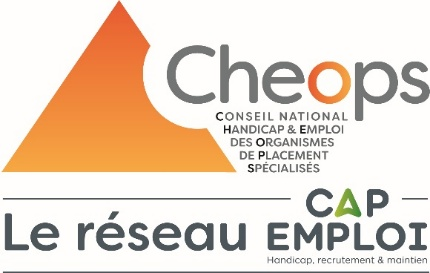 Cheops
CONSEIL NATIONAL
HANDICAP & EMPLOI
DES ORGANISMES
DE PLACEMENT
SPÉCIALISÉS
Le réseau CAP EMPLOI
Handicap, recrutement & maintien